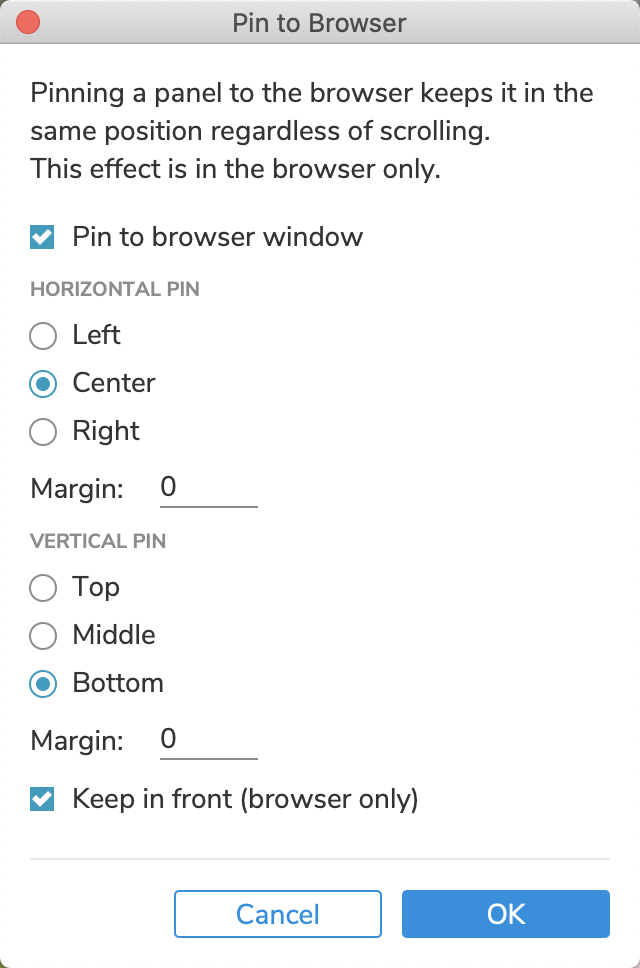 Pin to Browser
Pinning a panel to the browser keeps it in the
same position regardless of scrolling.
This effect is in the browser only.
Pin to browser window
HORIZONTAL PIN
Left
Center
Right
Margin: 0
VERTICAL PIN
Top
Middle
Bottom
Margin: 0
Keep in front (browser only)
Cancel OK